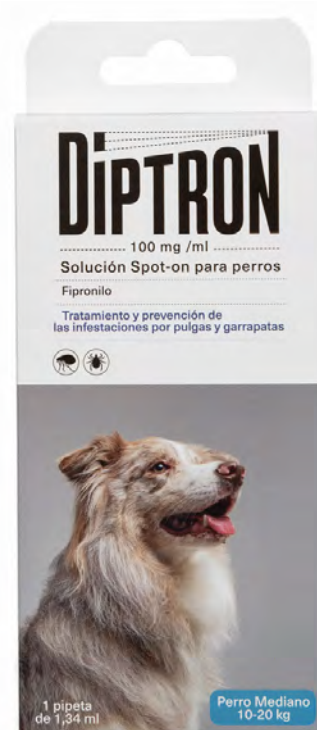 DIPTRON
100 mg /ml
Solución Spot-on para perros
Fipronilo
Tratamiento y prevención de
las infestaciones por pulgas y garrapatas
1 pipeta
de 1,34 ml
Perro Mediano
10-20 kg